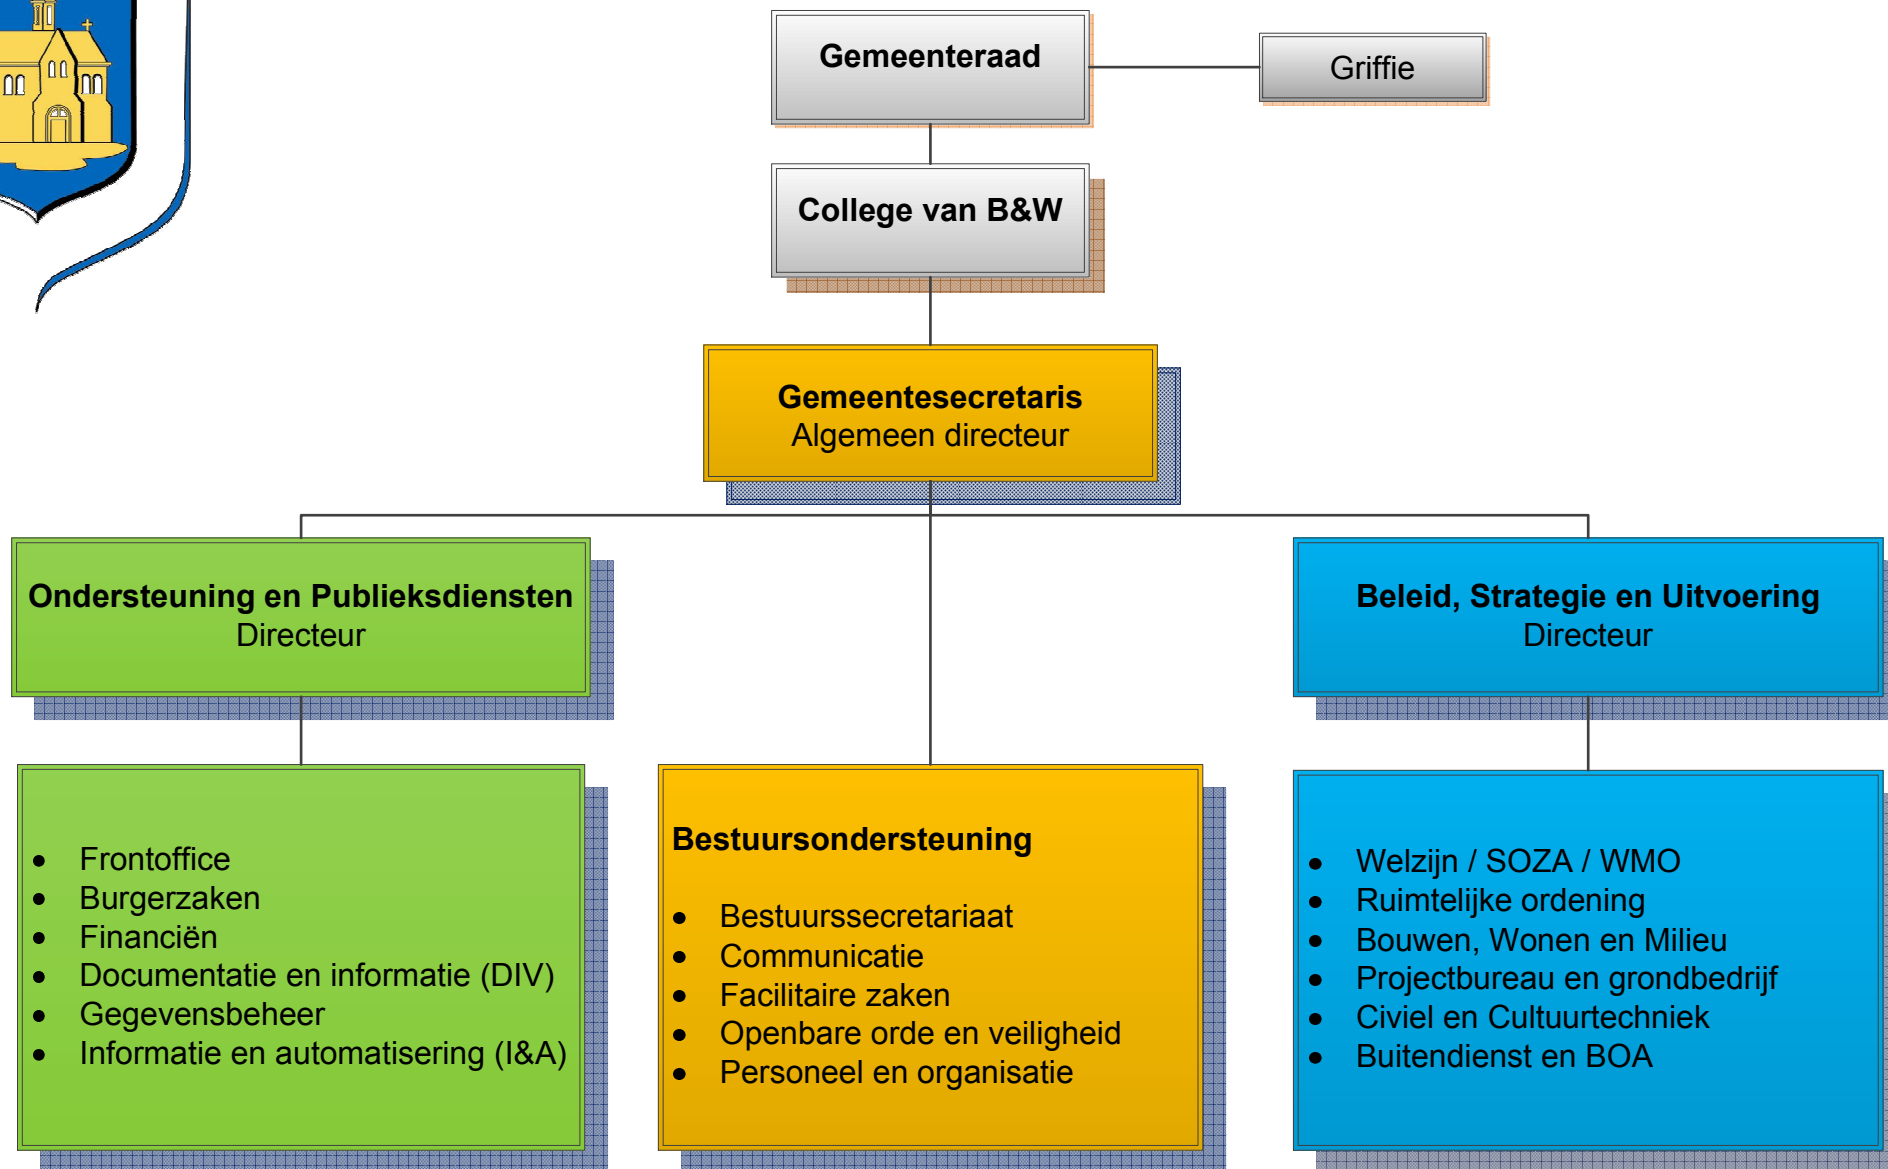 Gemeenteraad
Griffie
College van B&W
Gemeentesecretaris
Algemeen directeur
Ondersteuning en Publieksdiensten
Directeur
Beleid, Strategie en Uitvoering
Directeur
• Frontoffice
• Burgerzaken
• Financiën
• Documentatie en informatie (DIV)
• Gegevensbeheer
• Informatie en automatisering (I&A)
Bestuursondersteuning
• Bestuurssecretariaat
• Communicatie
• Facilitaire zaken
• Openbare orde en veiligheid
• Personeel en organisatie
• Welzijn / SOZA / WMO
• Ruimtelijke ordening
• Bouwen, Wonen en Milieu
• Projectbureau en grondbedrijf
• Civiel en Cultuurtechniek
• Buitendienst en BOA